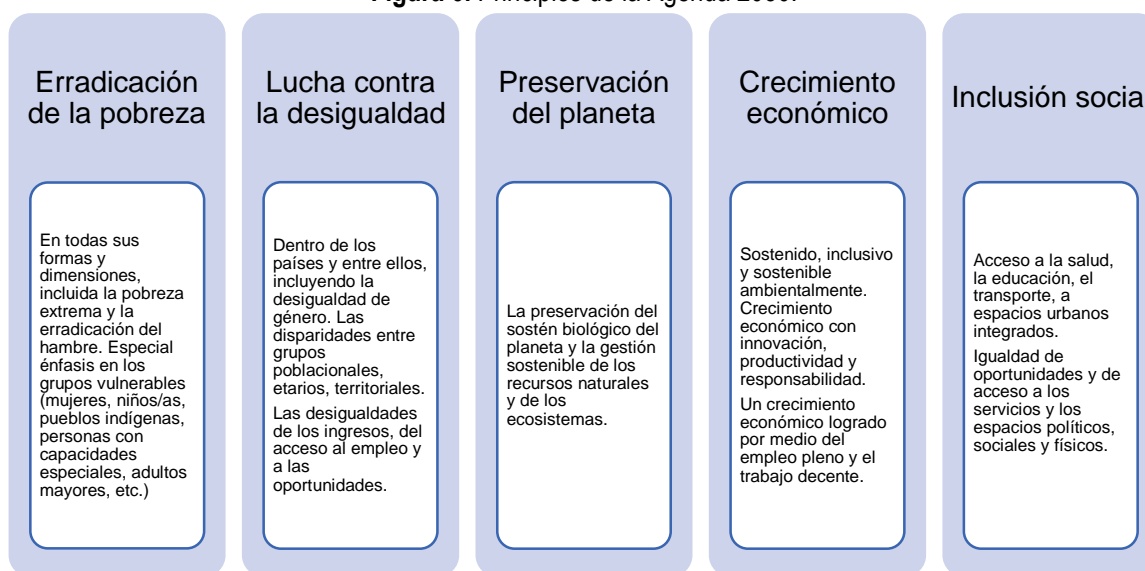 Erradicación
de la pobreza
En todas sus
formas y
dimensiones,
incluida la pobreza
extrema y la
erradicación del
hambre. Especial
énfasis en los
grupos vulnerables
(mujeres, niños/as,
pueblos indígenas,
personas con
capacidades
especiales, adultos
mayores, etc.)
Lucha contra
la desigualdad
Dentro de los
países y entre ellos,
incluyendo la
desigualdad de
género. Las
disparidades entre
grupos
poblacionales,
etarios, territoriales.
Las desigualdades
de los ingresos, del
acceso al empleo y
a las
oportunidades.
Preservación
del planeta
La preservación del
sostén biológico del
planeta y la gestión
sostenible de los
recursos naturales
y de los
ecosistemas.
Crecimiento
económico
Sostenido, inclusivo
y sostenible
ambientalmente.
Crecimiento
económico con
innovación,
productividad y
responsabilidad.
Un crecimiento
económico logrado
por medio del
empleo pleno y el
trabajo decente.
Inclusión socia
Acceso a la salud,
la educación, el
transporte, a
espacios urbanos
integrados.
Igualdad de
oportunidades y de
acceso a los
servicios y los
espacios políticos,
sociales y físicos.